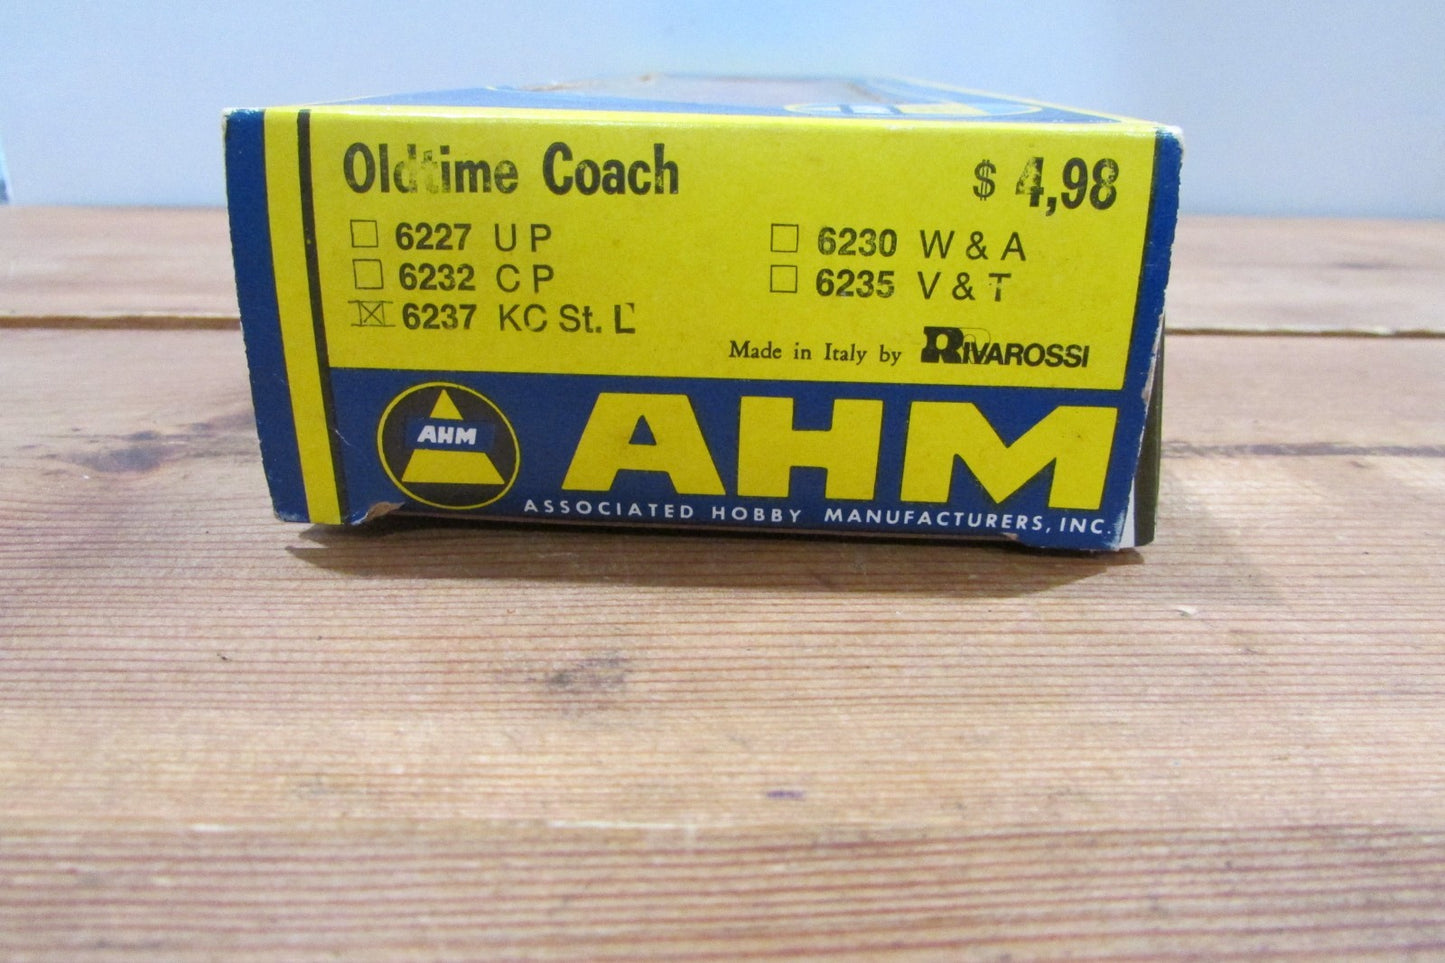 Oldtime Coach $ 4,98
6227 U P 6230 W & A
6232 C P 6235 V & T
6237 KC St. L
Made in Italy by RIVAROSSI
AHM AHM
ASSOCIATED HOBBY MANUFACTURERS, INC.